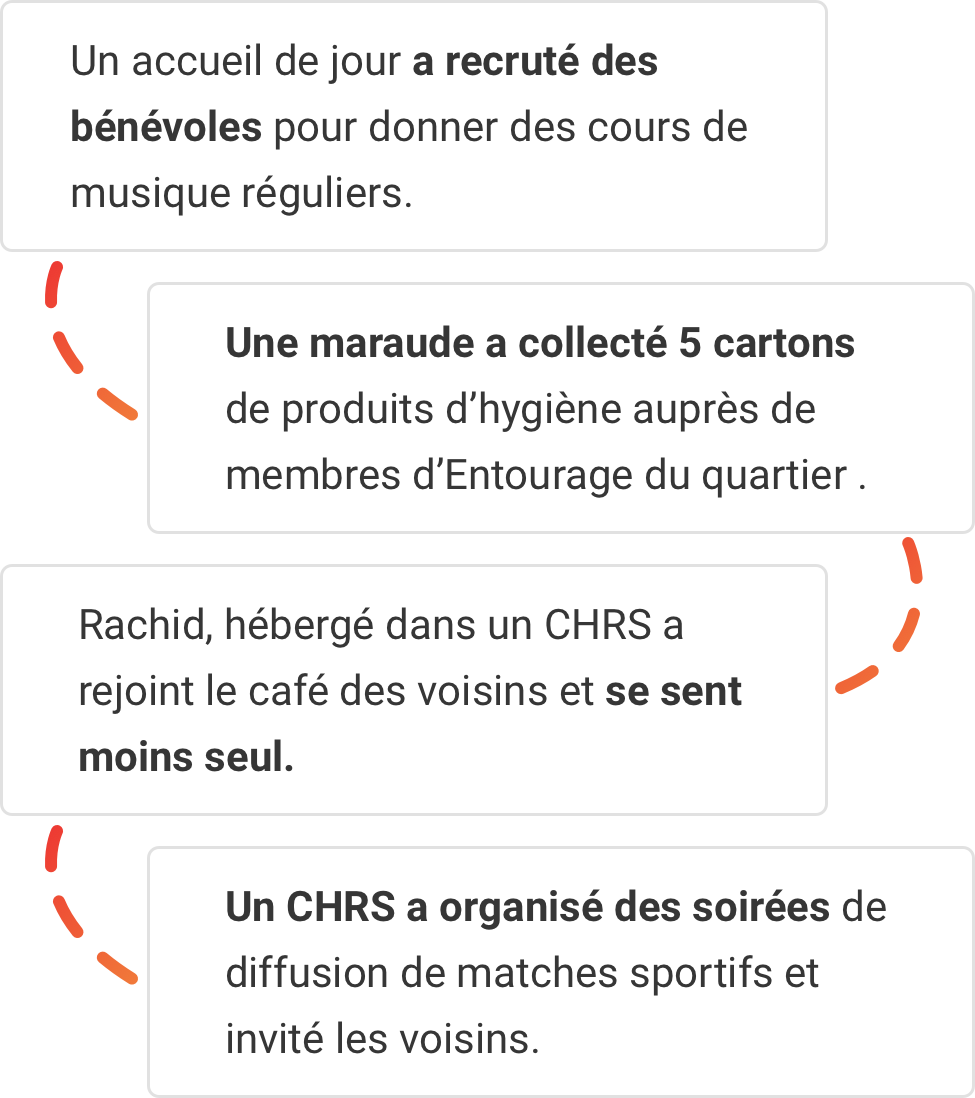 Un accueil de jour a recruté des
bénévoles pour donner des cours de
musique réguliers.
Une maraude a collecté 5 cartons
de produits d’hygiène auprès de
membres d’Entourage du quartier .
Rachid, hébergé dans un CHRS a
rejoint le café des voisins et se sent
moins seul.
Un CHRS a organisé des soirées de
diffusion de matches sportifs et
invité les voisins.